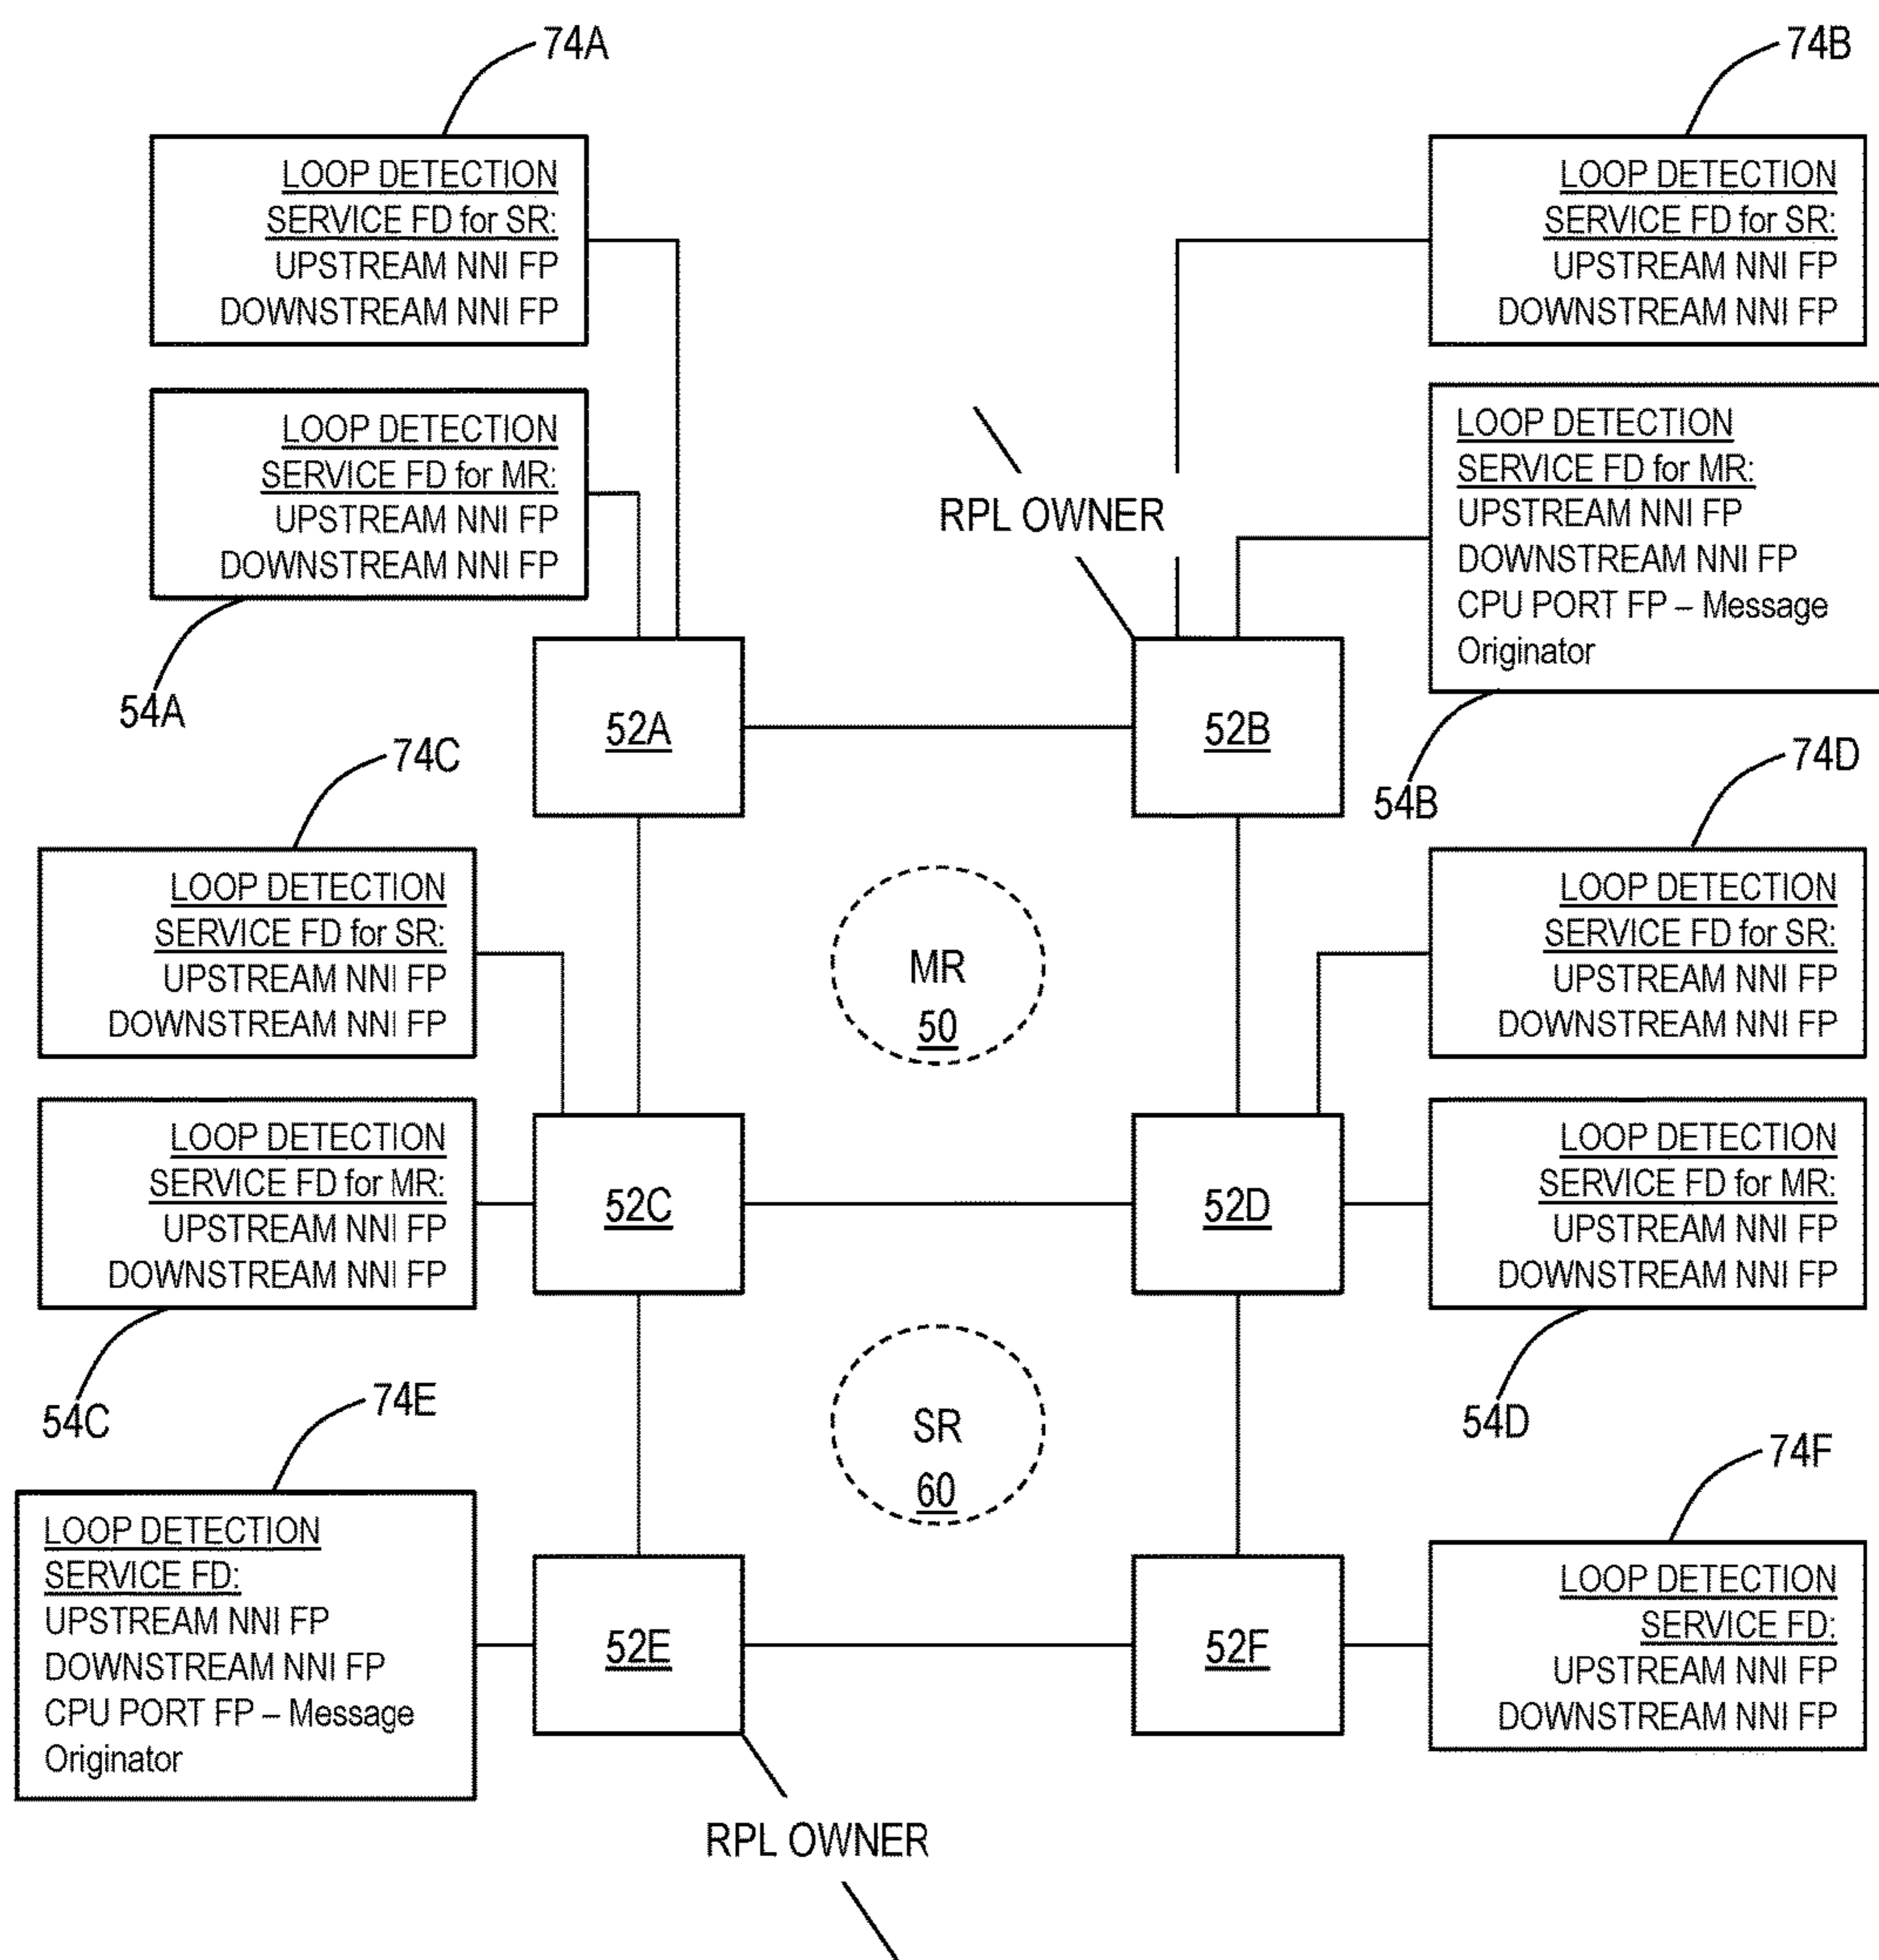 74A
LOOP DETECTION
SERVICE FD for SR:
UPSTREAM NNI FP
DOWNSTREAM NNI FP
74B
LOOP DETECTION
SERVICE FD for SR:
UPSTREAM NNI FP
DOWNSTREAM NNI FP
LOOP DETECTION
SERVICE FD for MR:
UPSTREAM NNI FP
DOWNSTREAM NNI FP
54A
RPL OWNER
LOOP DETECTION
SERVICE FD for MR:
UPSTREAM NNI FP
DOWNSTREAM NNI FP
CPU PORT FP – Message
Originator
54B
52A
52B
74C
LOOP DETECTION
SERVICE FD for SR:
UPSTREAM NNI FP
DOWNSTREAM NNI FP
MR
50
74D
LOOP DETECTION
SERVICE FD for SR:
UPSTREAM NNI FP
DOWNSTREAM NNI FP
LOOP DETECTION
SERVICE FD for MR:
UPSTREAM NNI FP
DOWNSTREAM NNI FP
54C
52C
52D
LOOP DETECTION
SERVICE FD for MR:
UPSTREAM NNI FP
DOWNSTREAM NNI FP
54D
SR
60
74E
LOOP DETECTION
SERVICE FD:
UPSTREAM NNI FP
DOWNSTREAM NNI FP
CPU PORT FP – Message
Originator
52E
52F
74F
LOOP DETECTION
SERVICE FD:
UPSTREAM NNI FP
DOWNSTREAM NNI FP
RPL OWNER